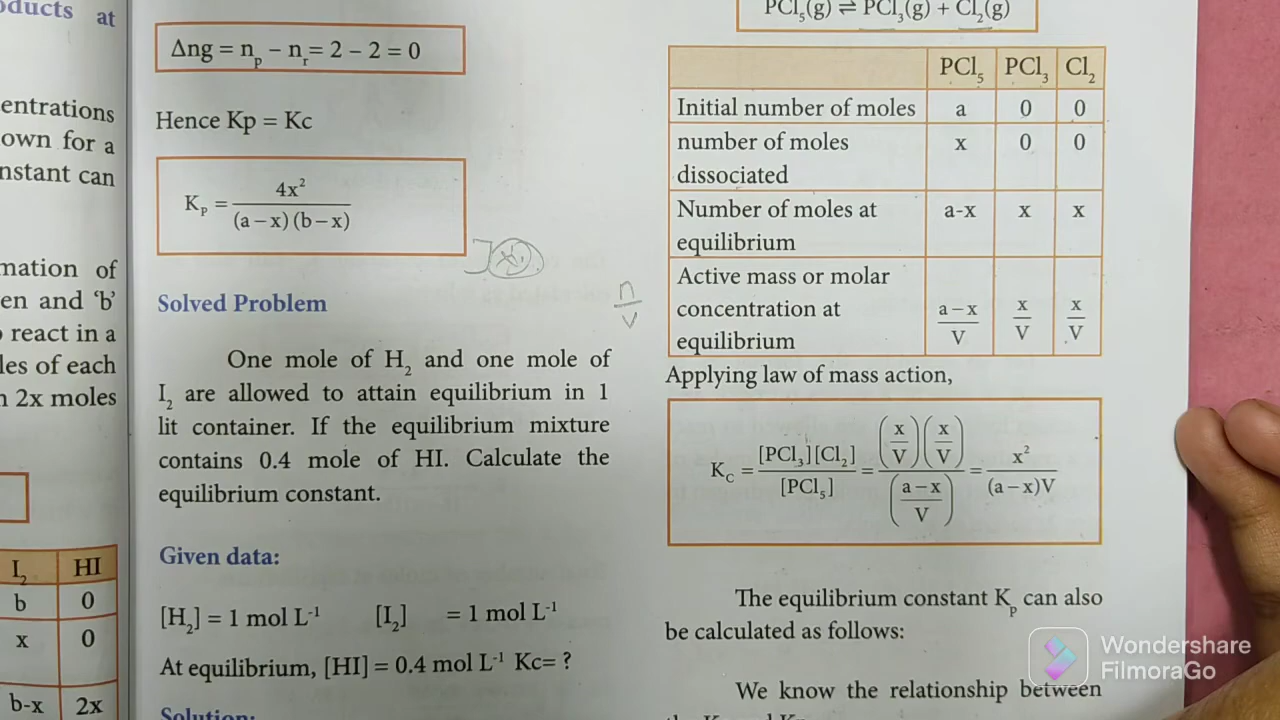 oducts at
entrations
own for a
nstant can
mation of
en and ‘b’
react in a
les of each
n 2x moles
I₂ HI
b 0
x 0
b-x 2x
Δng = nₚ − nᵣ = 2 − 2 = 0
Hence Kp = Kc
Kₚ = 4x² / (a − x) (b − x)
Solved Problem
One mole of H₂ and one mole of
I₂ are allowed to attain equilibrium in 1
lit container. If the equilibrium mixture
contains 0.4 mole of HI. Calculate the
equilibrium constant.
Given data:
[H₂] = 1 mol L⁻¹ [I₂] = 1 mol L⁻¹
At equilibrium, [HI] = 0.4 mol L⁻¹ Kc= ?
Solution:
n
V
PCl₅(g) ⇌ PCl₃(g) + Cl₂(g)
PCl₅ PCl₃ Cl₂
Initial number of moles a 0 0
number of moles x 0 0
dissociated
Number of moles at a-x x x
equilibrium
Active mass or molar
concentration at a − x / V x / V x / V
equilibrium
Applying law of mass action,
K_C = [PCl₃][Cl₂] / [PCl₅] = (x / V)(x / V) / (a − x / V) = x² / (a − x)V
The equilibrium constant Kₚ can also
be calculated as follows:
We know the relationship between
Wondershare
FilmoraGo